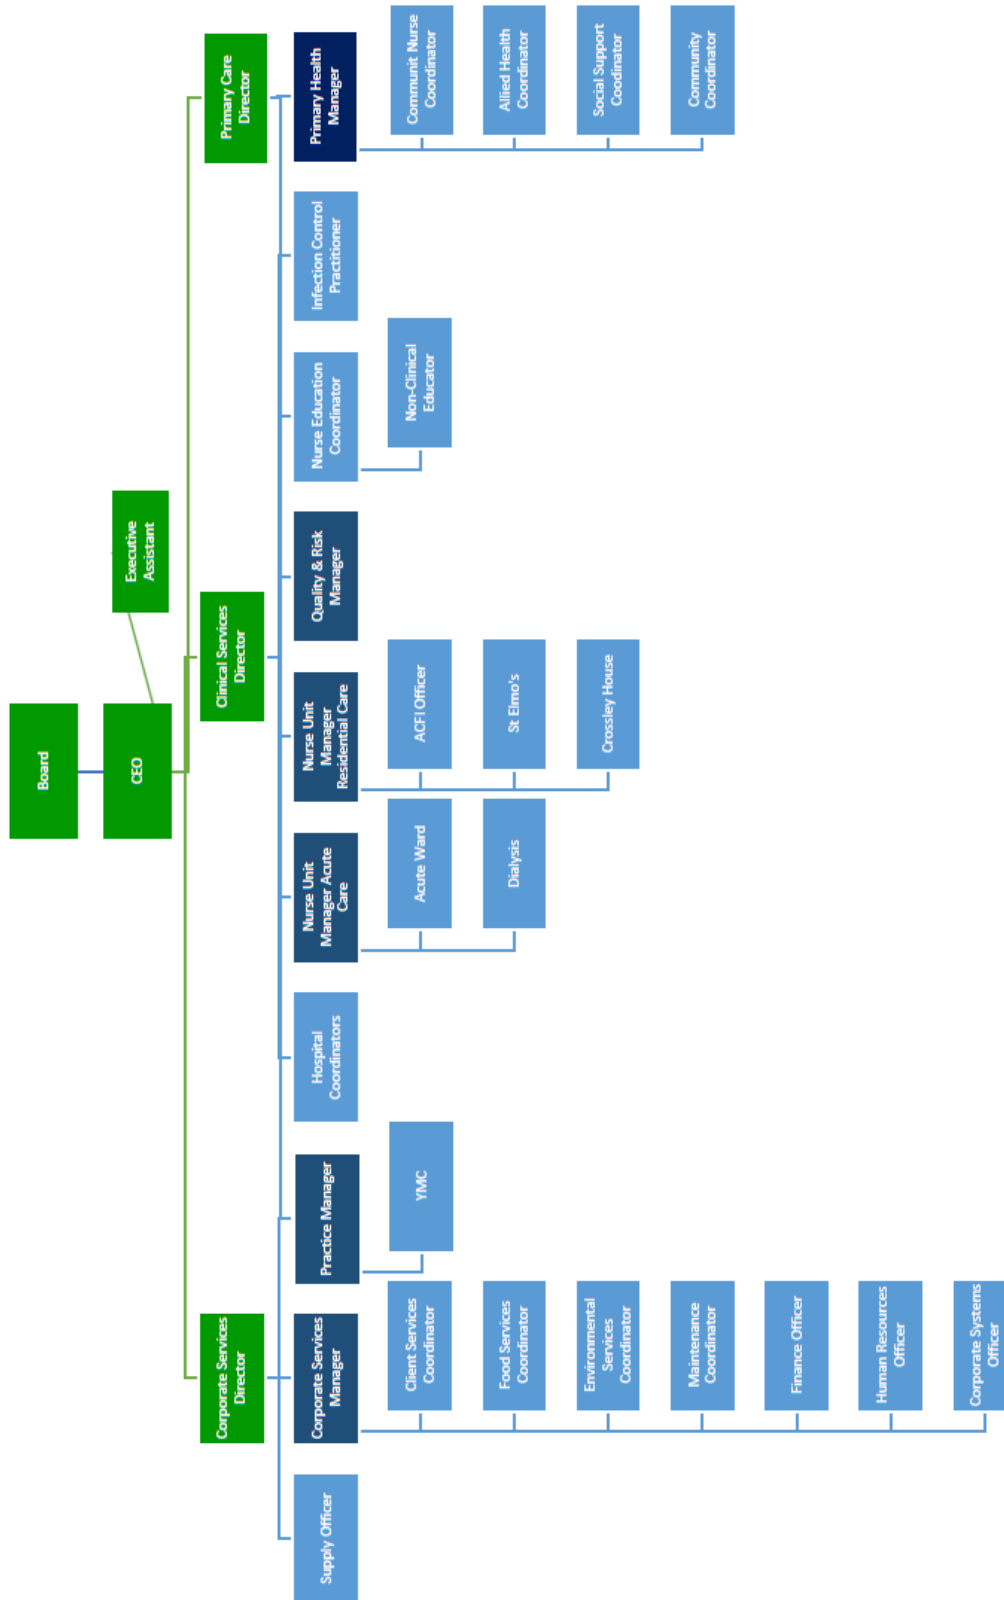 Board
CEO
Executive
Assistant
Corporate Services
Director
Clinical Services
Director
Primary Care
Director
Supply Officer
Corporate Services
Manager
Practice Manager
Hospital
Coordinators
Nurse Unit
Manager Acute
Care
Nurse Unit
Manager
Residential Care
Quality & Risk
Manager
Nurse Education
Coordinator
Infection Control
Practitioner
Primary Health
Manager
Client Services
Coordinator
Food Services
Coordinator
Environmental
Services
Coordinator
Maintenance
Coordinator
Finance Officer
Human Resources
Officer
Corporate Systems
Officer
YMC
Acute Ward
Dialysis
ACFI Officer
St Elmo's
Crossley House
Non-Clinical
Educator
Communit Nurse
Coordinator
Allied Health
Coordinator
Social Support
Coodinator
Community
Coordinator